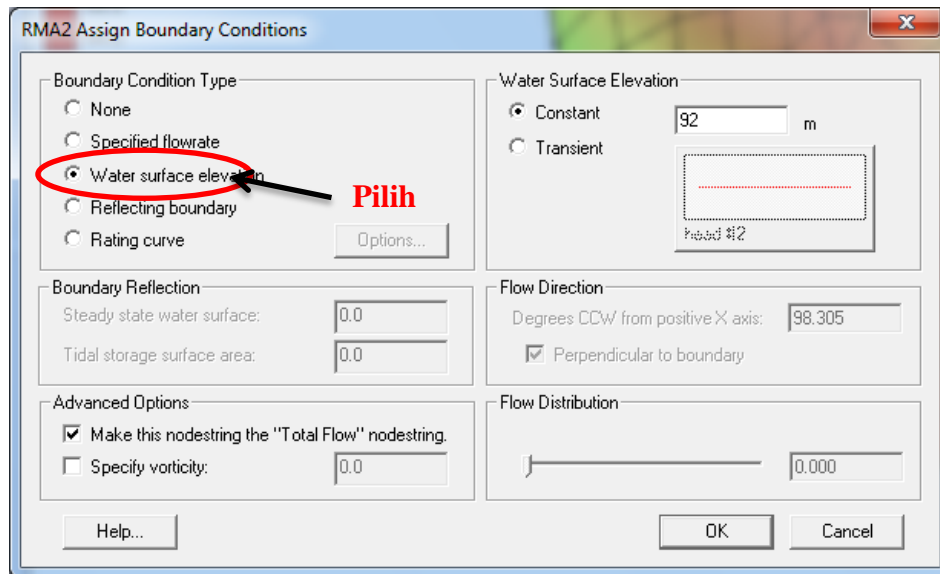 RMA2 Assign Boundary Conditions
Boundary Condition Type
None
Specified flowrate
Water surface elevation
Reflecting boundary
Rating curve
Options...
Pilih
Water Surface Elevation
Constant
92 m
Transient
head #2
Boundary Reflection
Steady state water surface: 0.0
Tidal storage surface area: 0.0
Flow Direction
Degrees CCW from positive X axis: 98.305
Perpendicular to boundary
Advanced Options
Make this nodestring the "Total Flow" nodestring.
Specify vorticity: 0.0
Flow Distribution
0.000
Help...
OK
Cancel